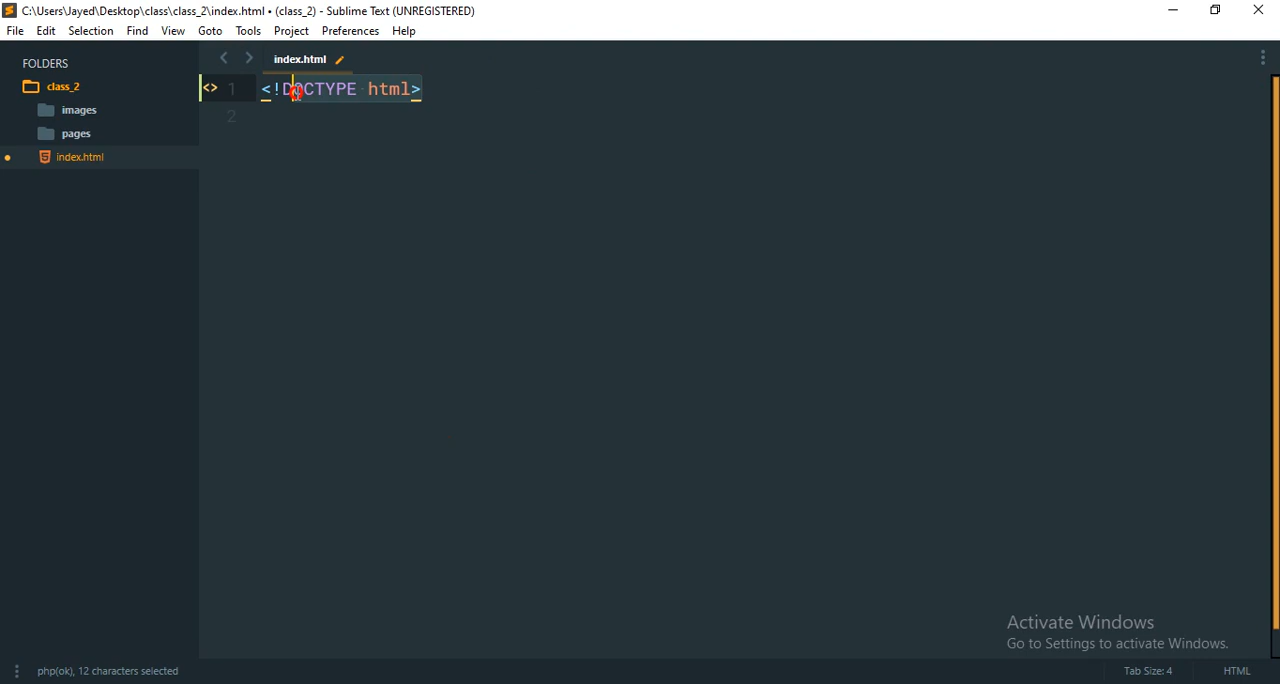 C:\Users\Jayed\Desktop\class\class_2\index.html • (class_2) - Sublime Text (UNREGISTERED)
File Edit Selection Find View Goto Tools Project Preferences Help
FOLDERS
class_2
images
pages
index.html
index.html
<> 1 <!DOCTYPE html>
2
Activate Windows
Go to Settings to activate Windows.
php(ok), 12 characters selected
Tab Size: 4
HTML